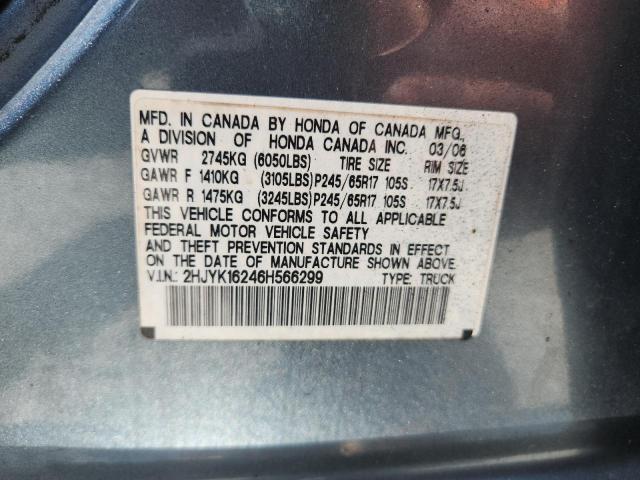 MFD. IN CANADA BY HONDA OF CANADA MFG.,
A DIVISION OF HONDA CANADA INC. 03/06
GVWR 2745KG (6050LBS) TIRE SIZE RIM SIZE
GAWR F 1410KG (3105LBS)P245/65R17 105S 17X7.5J
GAWR R 1475KG (3245LBS)P245/65R17 105S 17X7.5J
THIS VEHICLE CONFORMS TO ALL APPLICABLE
FEDERAL MOTOR VEHICLE SAFETY
AND THEFT PREVENTION STANDARDS IN EFFECT
ON THE DATE OF MANUFACTURE SHOWN ABOVE.
V.I.N.: 2HJYK16246H566299 TYPE: TRUCK